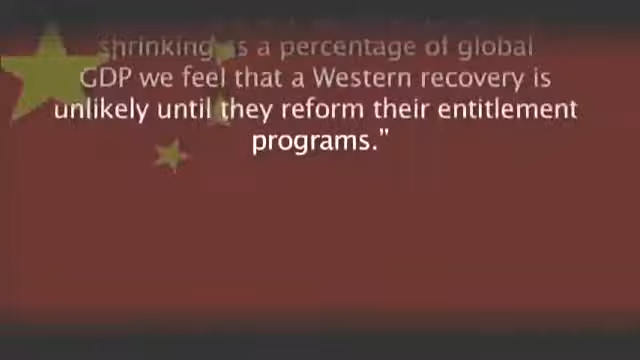 shrinking as a percentage of global
GDP we feel that a Western recovery is
unlikely until they reform their entitlement
programs.”